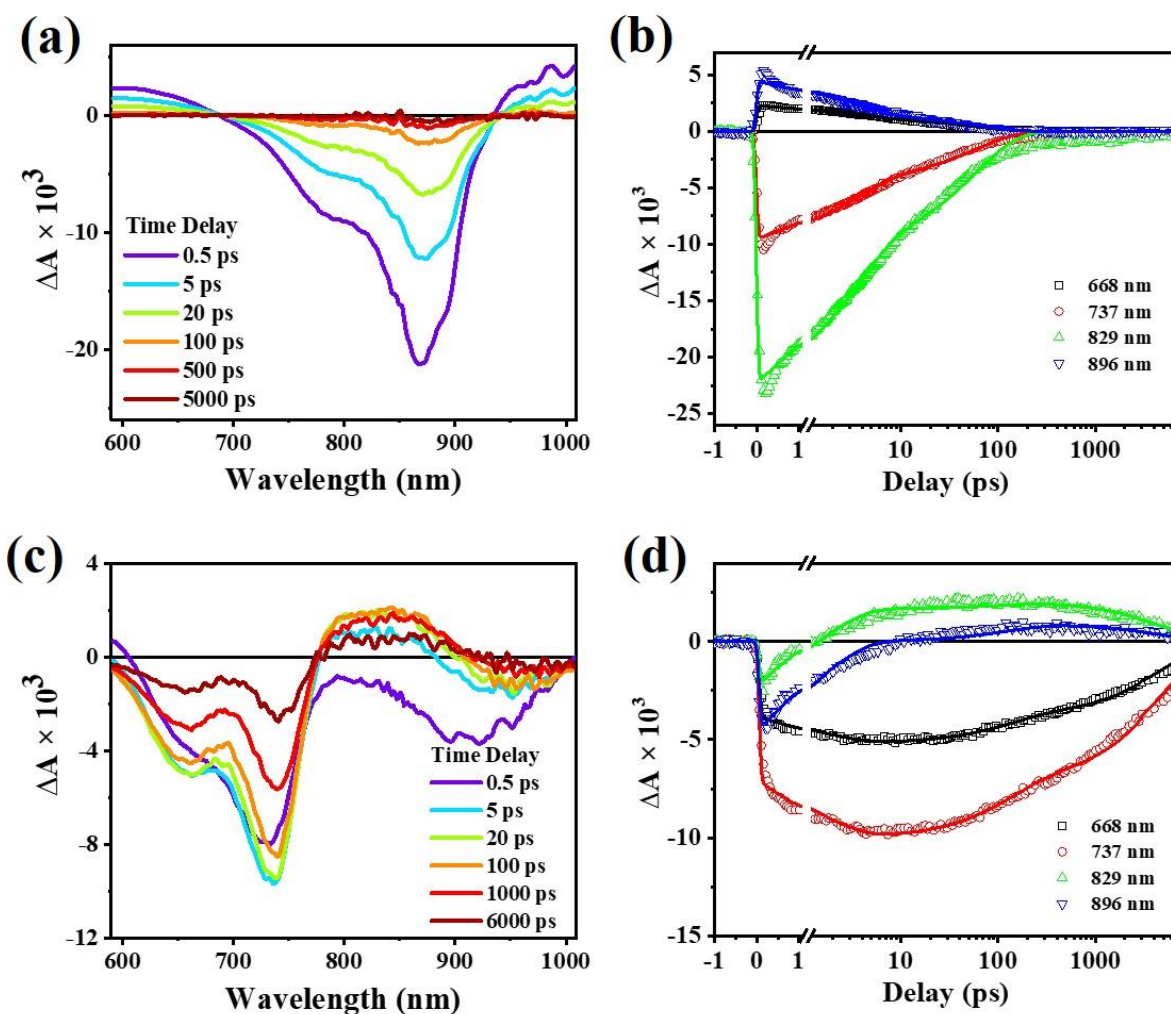 (a)
0
-10
-20
ΔA × 10³
Time Delay
0.5 ps
5 ps
20 ps
100 ps
500 ps
5000 ps
600 700 800 900 1000
Wavelength (nm)
(b)
5
0
-5
-10
-15
-20
-25
ΔA × 10³
668 nm
737 nm
829 nm
896 nm
-1 0 1 10 100 1000
Delay (ps)
(c)
4
0
-4
-8
-12
ΔA × 10³
Time Delay
0.5 ps
5 ps
20 ps
100 ps
1000 ps
6000 ps
600 700 800 900 1000
Wavelength (nm)
(d)
0
-5
-10
-15
ΔA × 10³
668 nm
737 nm
829 nm
896 nm
-1 0 1 10 100 1000
Delay (ps)